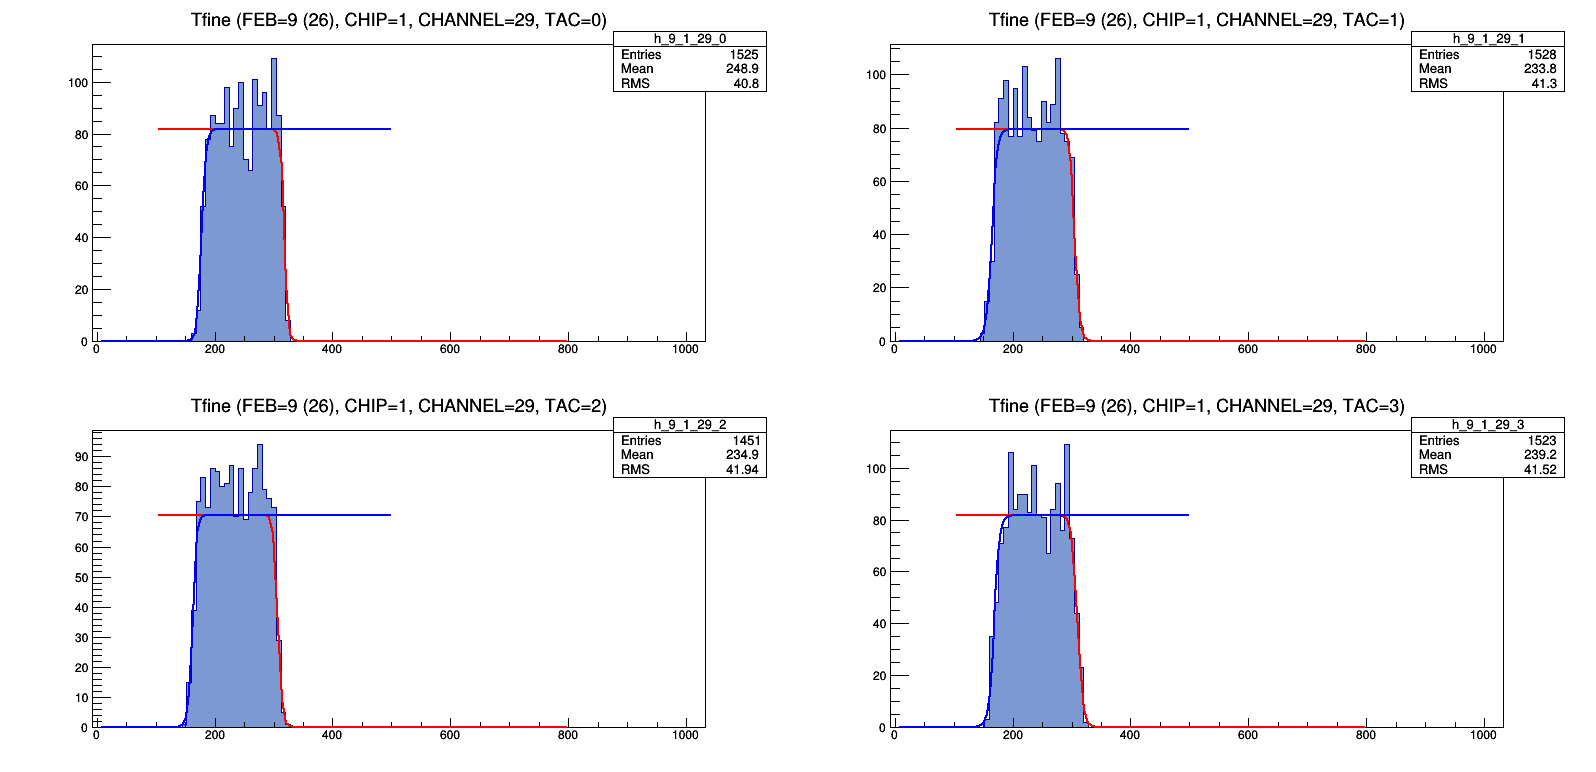 Tfine (FEB=9 (26), CHIP=1, CHANNEL=29, TAC=0)
h_9_1_29_0
Entries 1525
Mean 248.9
RMS 40.8
100
80
60
40
20
0
0 200 400 600 800 1000
Tfine (FEB=9 (26), CHIP=1, CHANNEL=29, TAC=1)
h_9_1_29_1
Entries 1528
Mean 233.8
RMS 41.3
100
80
60
40
20
0
0 200 400 600 800 1000
Tfine (FEB=9 (26), CHIP=1, CHANNEL=29, TAC=2)
h_9_1_29_2
Entries 1451
Mean 234.9
RMS 41.94
90
80
70
60
50
40
30
20
10
0
0 200 400 600 800 1000
Tfine (FEB=9 (26), CHIP=1, CHANNEL=29, TAC=3)
h_9_1_29_3
Entries 1523
Mean 239.2
RMS 41.52
100
80
60
40
20
0
0 200 400 600 800 1000